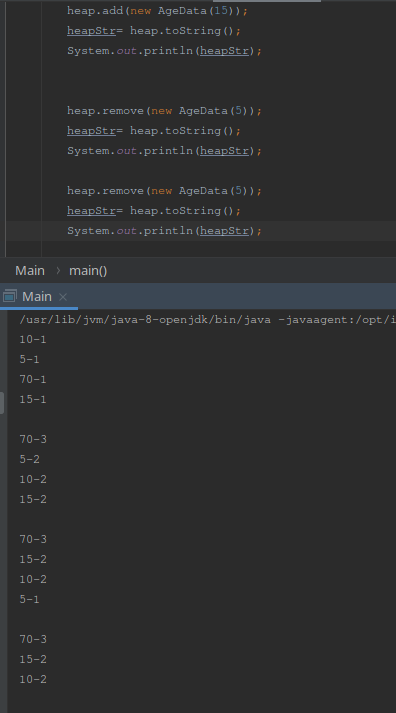 heap.add(new AgeData(15));
heapStr= heap.toString();
System.out.println(heapStr);
heap.remove(new AgeData(5));
heapStr= heap.toString();
System.out.println(heapStr);
heap.remove(new AgeData(5));
heapStr= heap.toString();
System.out.println(heapStr);
Main › main()
Main ×
/usr/lib/jvm/java-8-openjdk/bin/java -javaagent:/opt/i
10-1
5-1
70-1
15-1
70-3
5-2
10-2
15-2
70-3
15-2
10-2
5-1
70-3
15-2
10-2